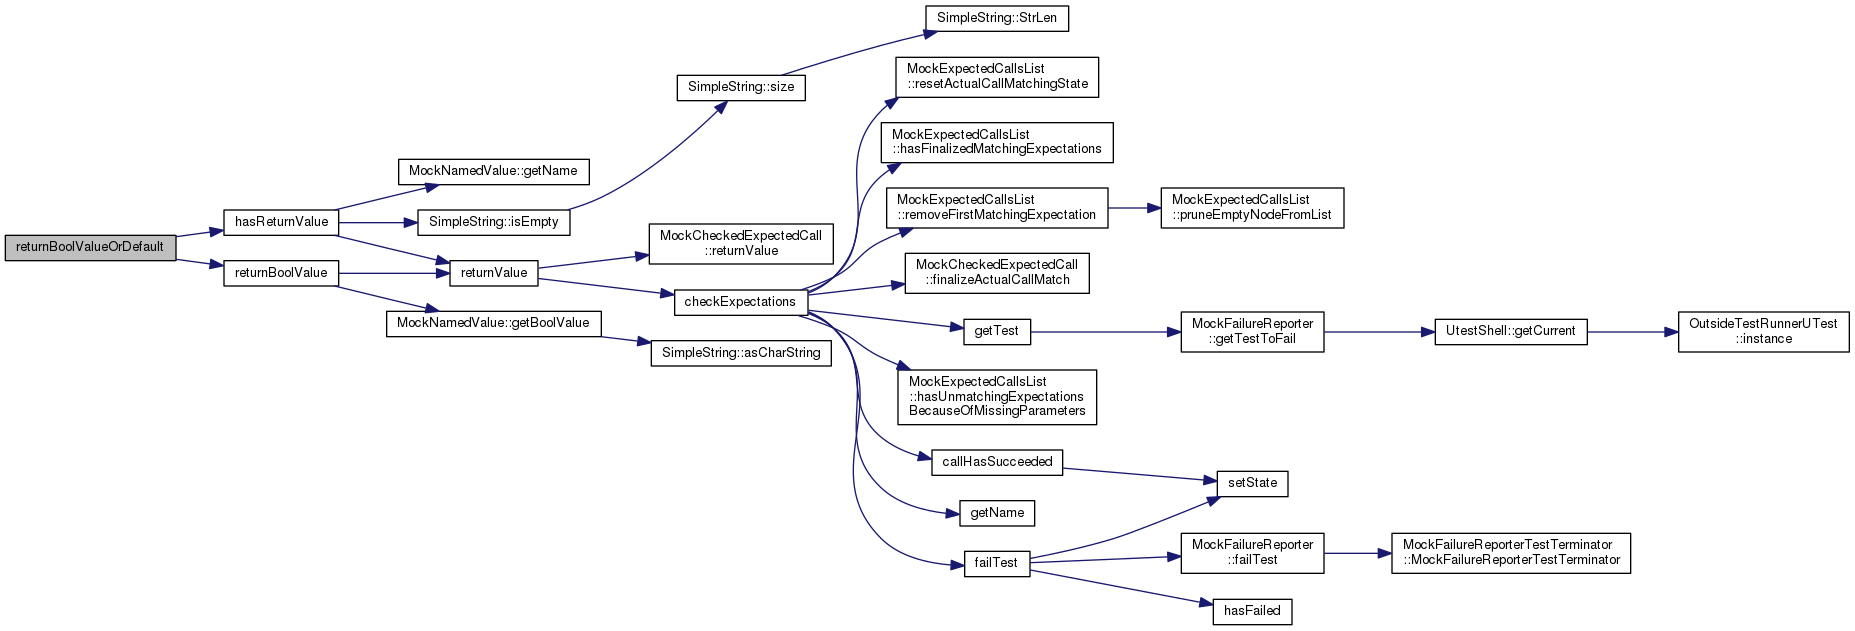 SimpleString::StrLen
MockExpectedCallsList
::resetActualCallMatchingState
SimpleString::size
MockExpectedCallsList
::hasFinalizedMatchingExpectations
MockNamedValue::getName
MockExpectedCallsList
::removeFirstMatchingExpectation
MockExpectedCallsList
::pruneEmptyNodeFromList
hasReturnValue
SimpleString::isEmpty
returnBoolValueOrDefault
MockCheckedExpectedCall
::returnValue
returnBoolValue
returnValue
MockCheckedExpectedCall
::finalizeActualCallMatch
checkExpectations
MockNamedValue::getBoolValue
getTest
MockFailureReporter
::getTestToFail
UtestShell::getCurrent
OutsideTestRunnerUTest
::instance
SimpleString::asCharString
MockExpectedCallsList
::hasUnmatchingExpectations
BecauseOfMissingParameters
callHasSucceeded
setState
getName
failTest
MockFailureReporter
::failTest
MockFailureReporterTestTerminator
::MockFailureReporterTestTerminator
hasFailed